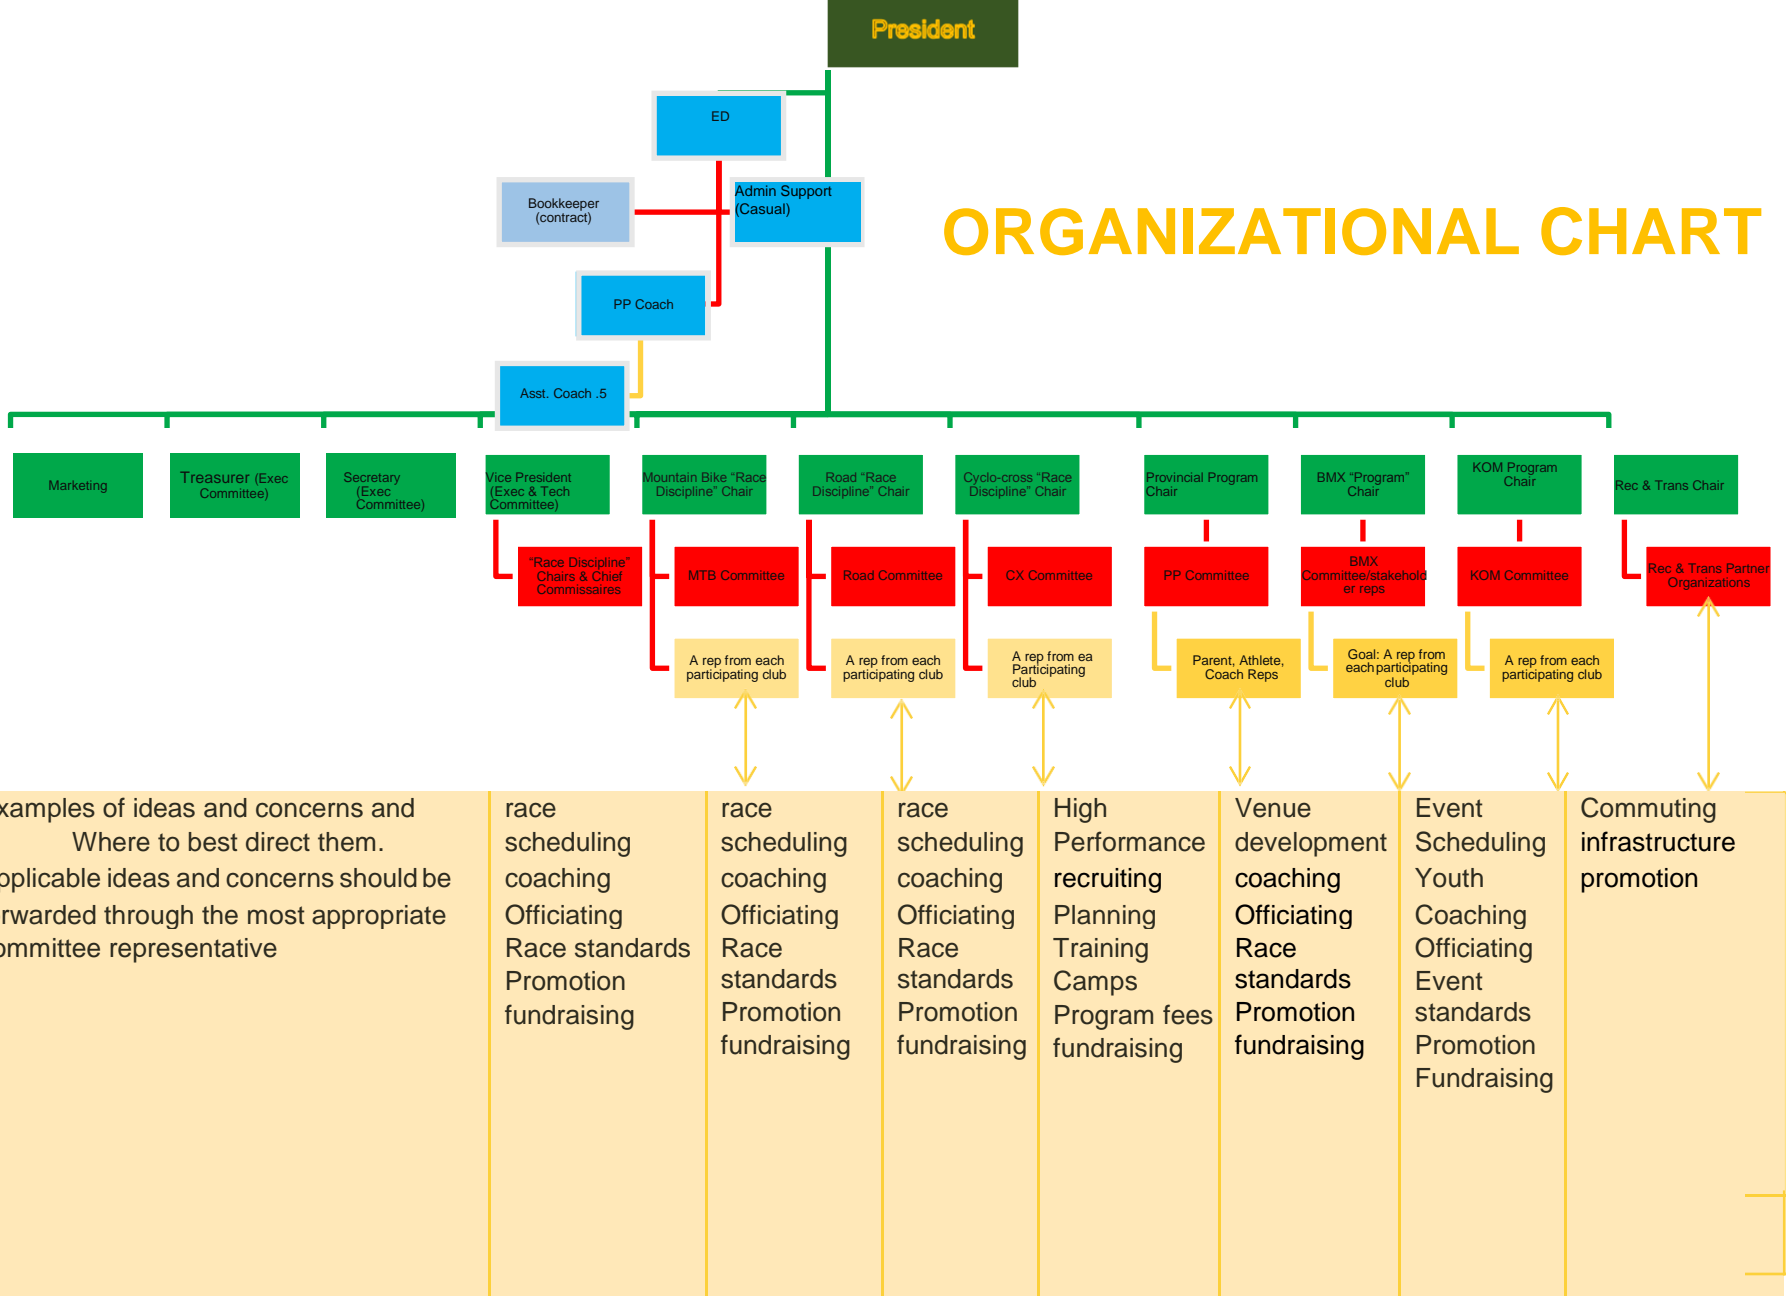 President
ED
Bookkeeper
(contract)
Admin Support
(Casual)
ORGANIZATIONAL CHART
PP Coach
Asst. Coach .5
Marketing
Treasurer (Exec
Committee)
Secretary
(Exec
Committee)
Vice President
(Exec & Tech
Committee)
Mountain Bike “Race
Discipline” Chair
Road “Race
Discipline” Chair
Cyclo-cross “Race
Discipline” Chair
Provincial Program
Chair
BMX “Program”
Chair
KOM Program
Chair
Rec & Trans Chair
“Race Discipline”
Chairs & Chief
Commissaires
MTB Committee
Road Committee
CX Committee
PP Committee
BMX
Committee/stakehold
er reps
KOM Committee
Rec & Trans Partner
Organizations
A rep from each
participating club
A rep from each
participating club
A rep from ea
Participating
club
Parent, Athlete,
Coach Reps
Goal: A rep from
each participating
club
A rep from each
participating club
xamples of ideas and concerns and
Where to best direct them.
pplicable ideas and concerns should be
rwarded through the most appropriate
ommittee representative
race
scheduling
coaching
Officiating
Race standards
Promotion
fundraising
race
scheduling
coaching
Officiating
Race
standards
Promotion
fundraising
race
scheduling
coaching
Officiating
Race
standards
Promotion
fundraising
High
Performance
recruiting
Planning
Training
Camps
Program fees
fundraising
Venue
development
coaching
Officiating
Race
standards
Promotion
fundraising
Event
Scheduling
Youth
Coaching
Officiating
Event
standards
Promotion
Fundraising
Commuting
infrastructure
promotion